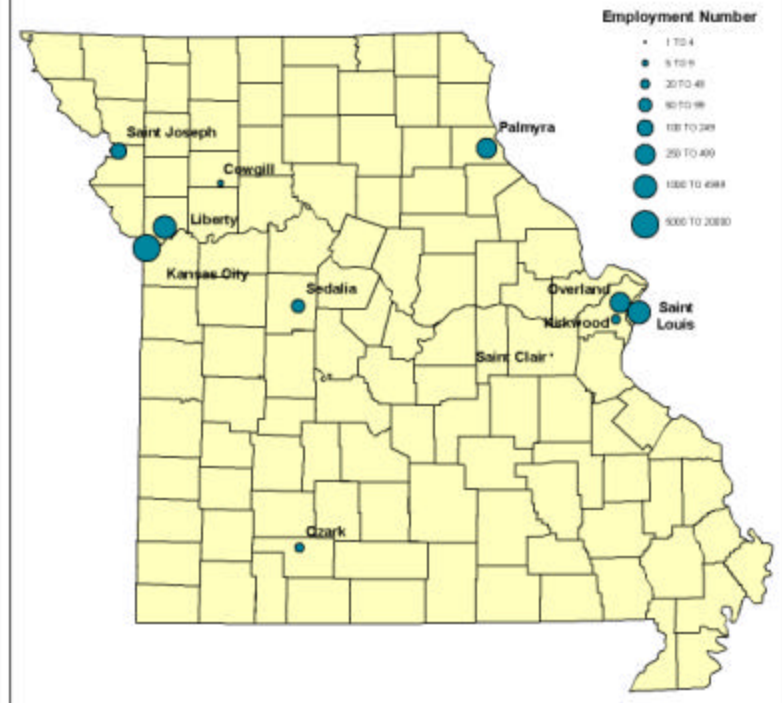 Employment Number
1 TO 4
5 TO 9
20 TO 49
50 TO 99
100 TO 249
250 TO 499
1000 TO 4999
5000 TO 20000
Saint Joseph
Palmyra
Cowgill
Liberty
Kansas City
Sedalia
Overland
Saint
Louis
Kirkwood
Saint Clair
Ozark